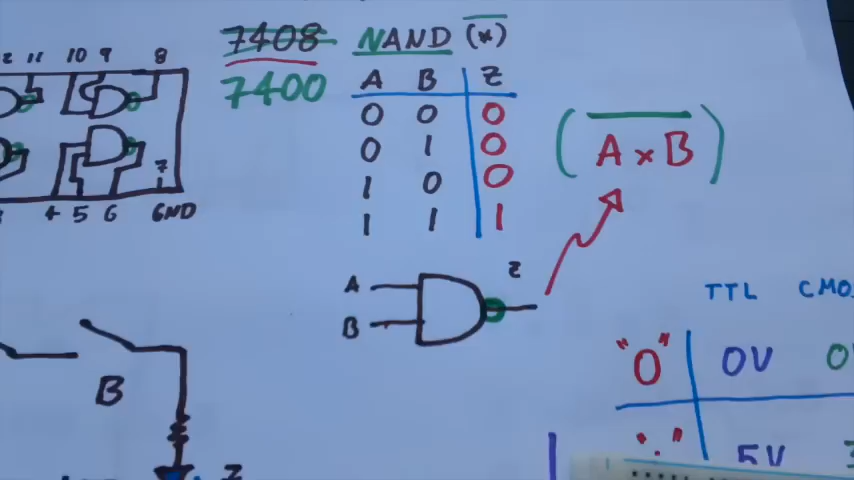 7408 NAND (*)
7400
A B Z
0 0 0
0 1 0
1 0 0
1 1 1
(A x B)
11 10 9 8
7
4 5 6 GND
A
B
Z
B
TTL CMO
"0" 0V 0
5V